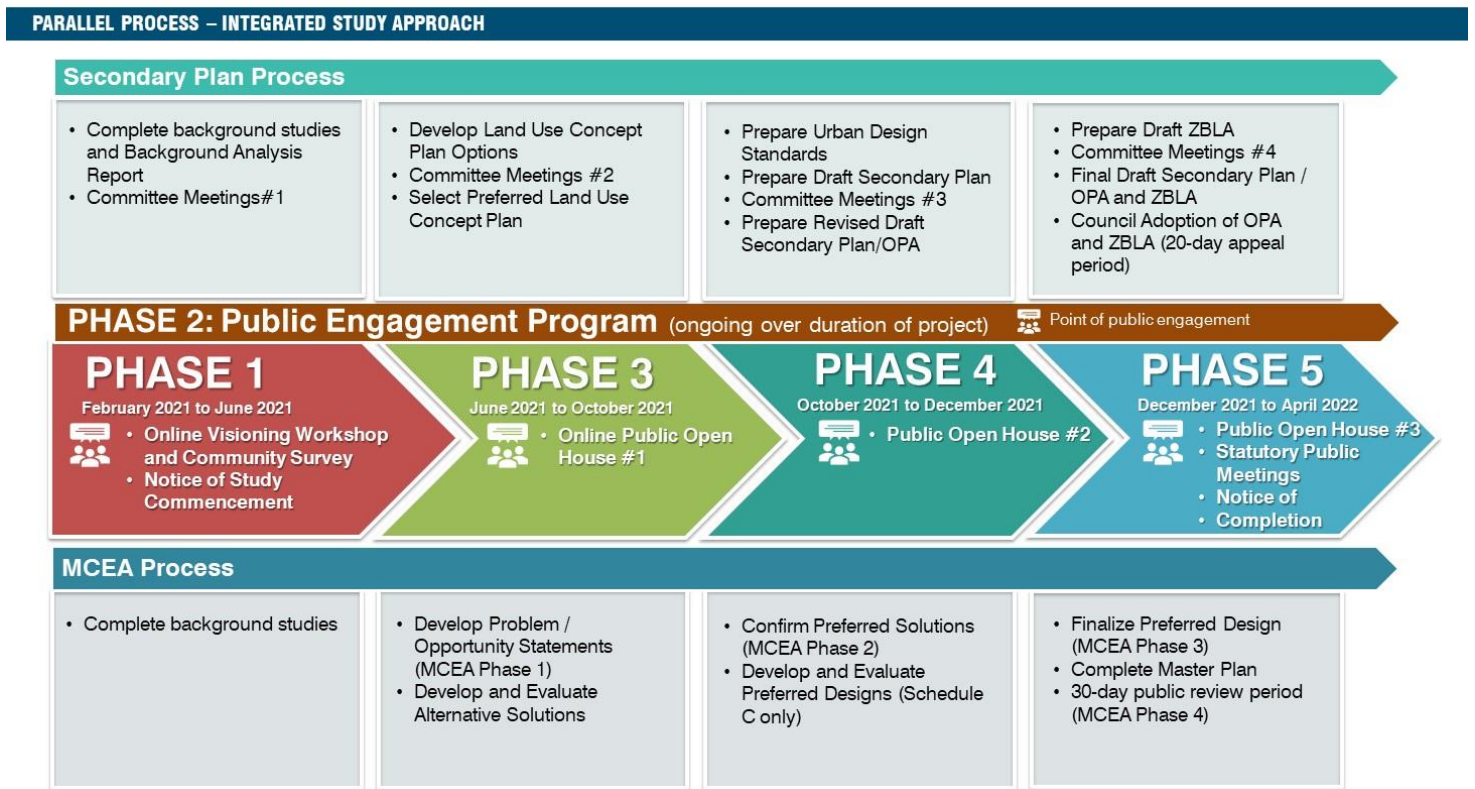 PARALLEL PROCESS – INTEGRATED STUDY APPROACH
Secondary Plan Process
• Complete background studies
and Background Analysis
Report
• Committee Meetings#1
• Develop Land Use Concept
Plan Options
• Committee Meetings #2
• Select Preferred Land Use
Concept Plan
• Prepare Urban Design
Standards
• Prepare Draft Secondary Plan
• Committee Meetings #3
• Prepare Revised Draft
Secondary Plan/OPA
• Prepare Draft ZBLA
• Committee Meetings #4
• Final Draft Secondary Plan /
OPA and ZBLA
• Council Adoption of OPA
and ZBLA (20-day appeal
period)
PHASE 2: Public Engagement Program (ongoing over duration of project)
Point of public engagement
PHASE 1
February 2021 to June 2021
• Online Visioning Workshop
and Community Survey
• Notice of Study
Commencement
PHASE 3
June 2021 to October 2021
• Online Public Open
House #1
PHASE 4
October 2021 to December 2021
• Public Open House #2
PHASE 5
December 2021 to April 2022
• Public Open House #3
• Statutory Public
Meetings
• Notice of
• Completion
MCEA Process
• Complete background studies
• Develop Problem /
Opportunity Statements
(MCEA Phase 1)
• Develop and Evaluate
Alternative Solutions
• Confirm Preferred Solutions
(MCEA Phase 2)
• Develop and Evaluate
Preferred Designs (Schedule
C only)
• Finalize Preferred Design
(MCEA Phase 3)
• Complete Master Plan
• 30-day public review period
(MCEA Phase 4)